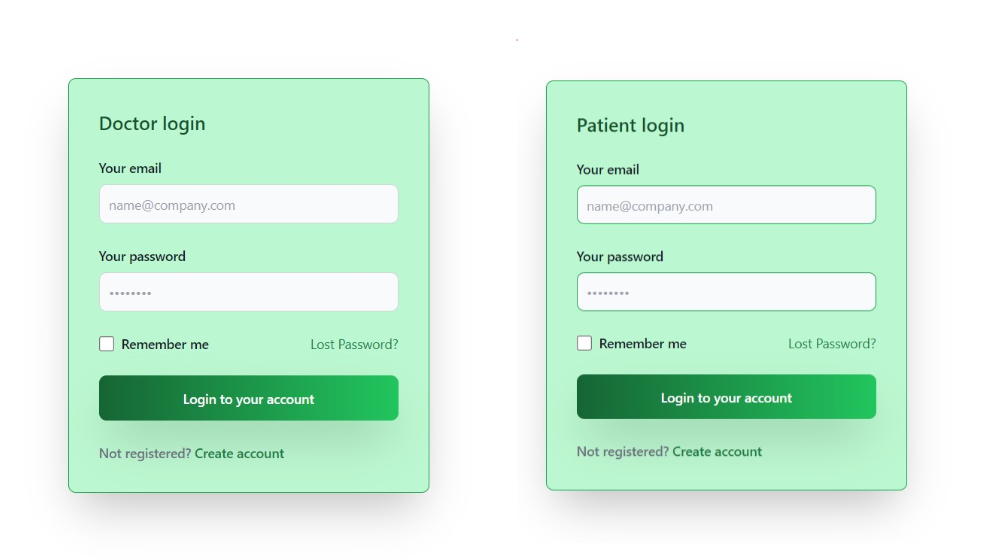 Doctor login
Your email
name@company.com
Your password
••••••••
Remember me
Lost Password?
Login to your account
Not registered? Create account
Patient login
Your email
name@company.com
Your password
••••••••
Remember me
Lost Password?
Login to your account
Not registered? Create account